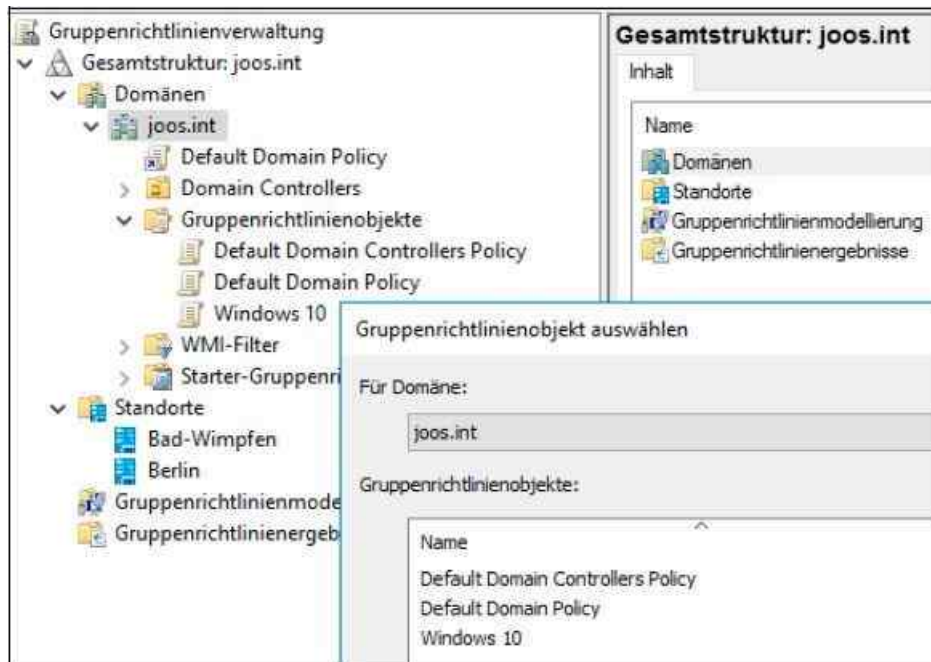 Gruppenrichtlinienverwaltung
Gesamtstruktur: joos.int
Domänen
joos.int
Default Domain Policy
Domain Controllers
Gruppenrichtlinienobjekte
Default Domain Controllers Policy
Default Domain Policy
Windows 10
WMI-Filter
Starter-Gruppenri
Standorte
Bad-Wimpfen
Berlin
Gruppenrichtlinienmode
Gruppenrichtlinienergeb
Gesamtstruktur: joos.int
Inhalt
Name
Domänen
Standorte
Gruppenrichtlinienmodellierung
Gruppenrichtlinienergebnisse
Gruppenrichtlinienobjekt auswählen
Für Domäne:
joos.int
Gruppenrichtlinienobjekte:
Name
Default Domain Controllers Policy
Default Domain Policy
Windows 10